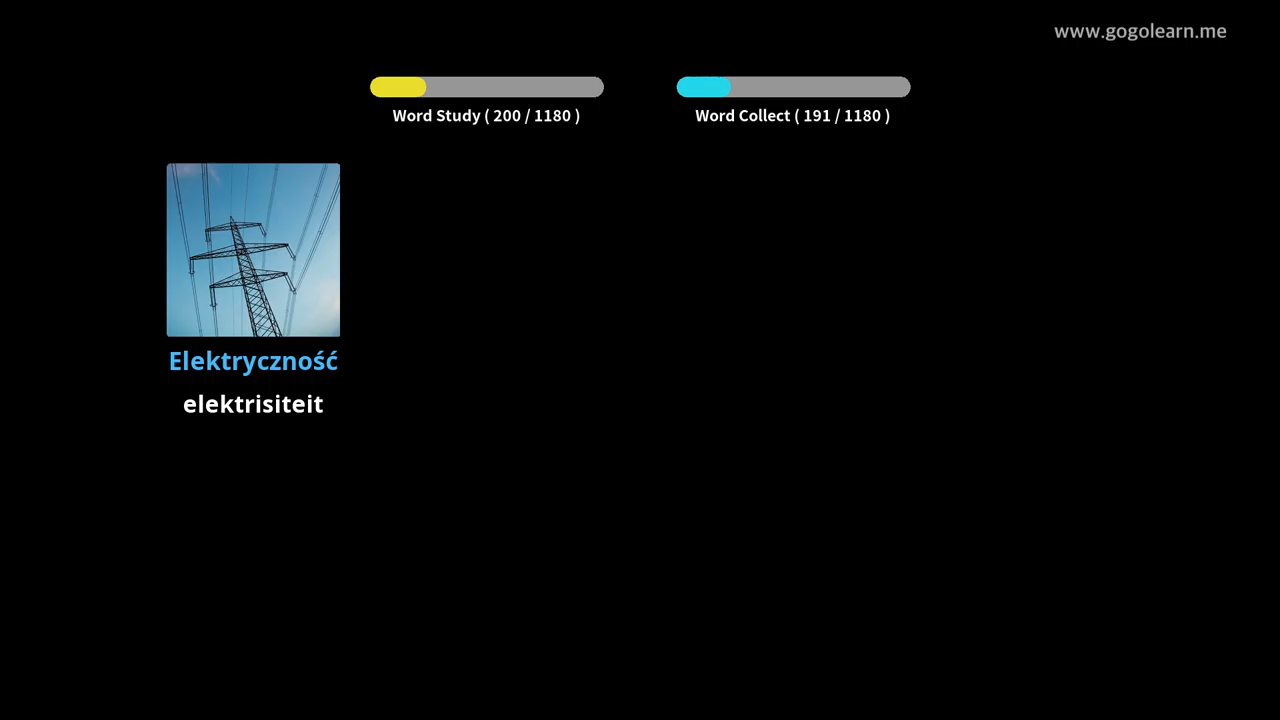 www.gogolearn.me
Word Study ( 200 / 1180 )
Word Collect ( 191 / 1180 )
Elektryczność
elektrisiteit